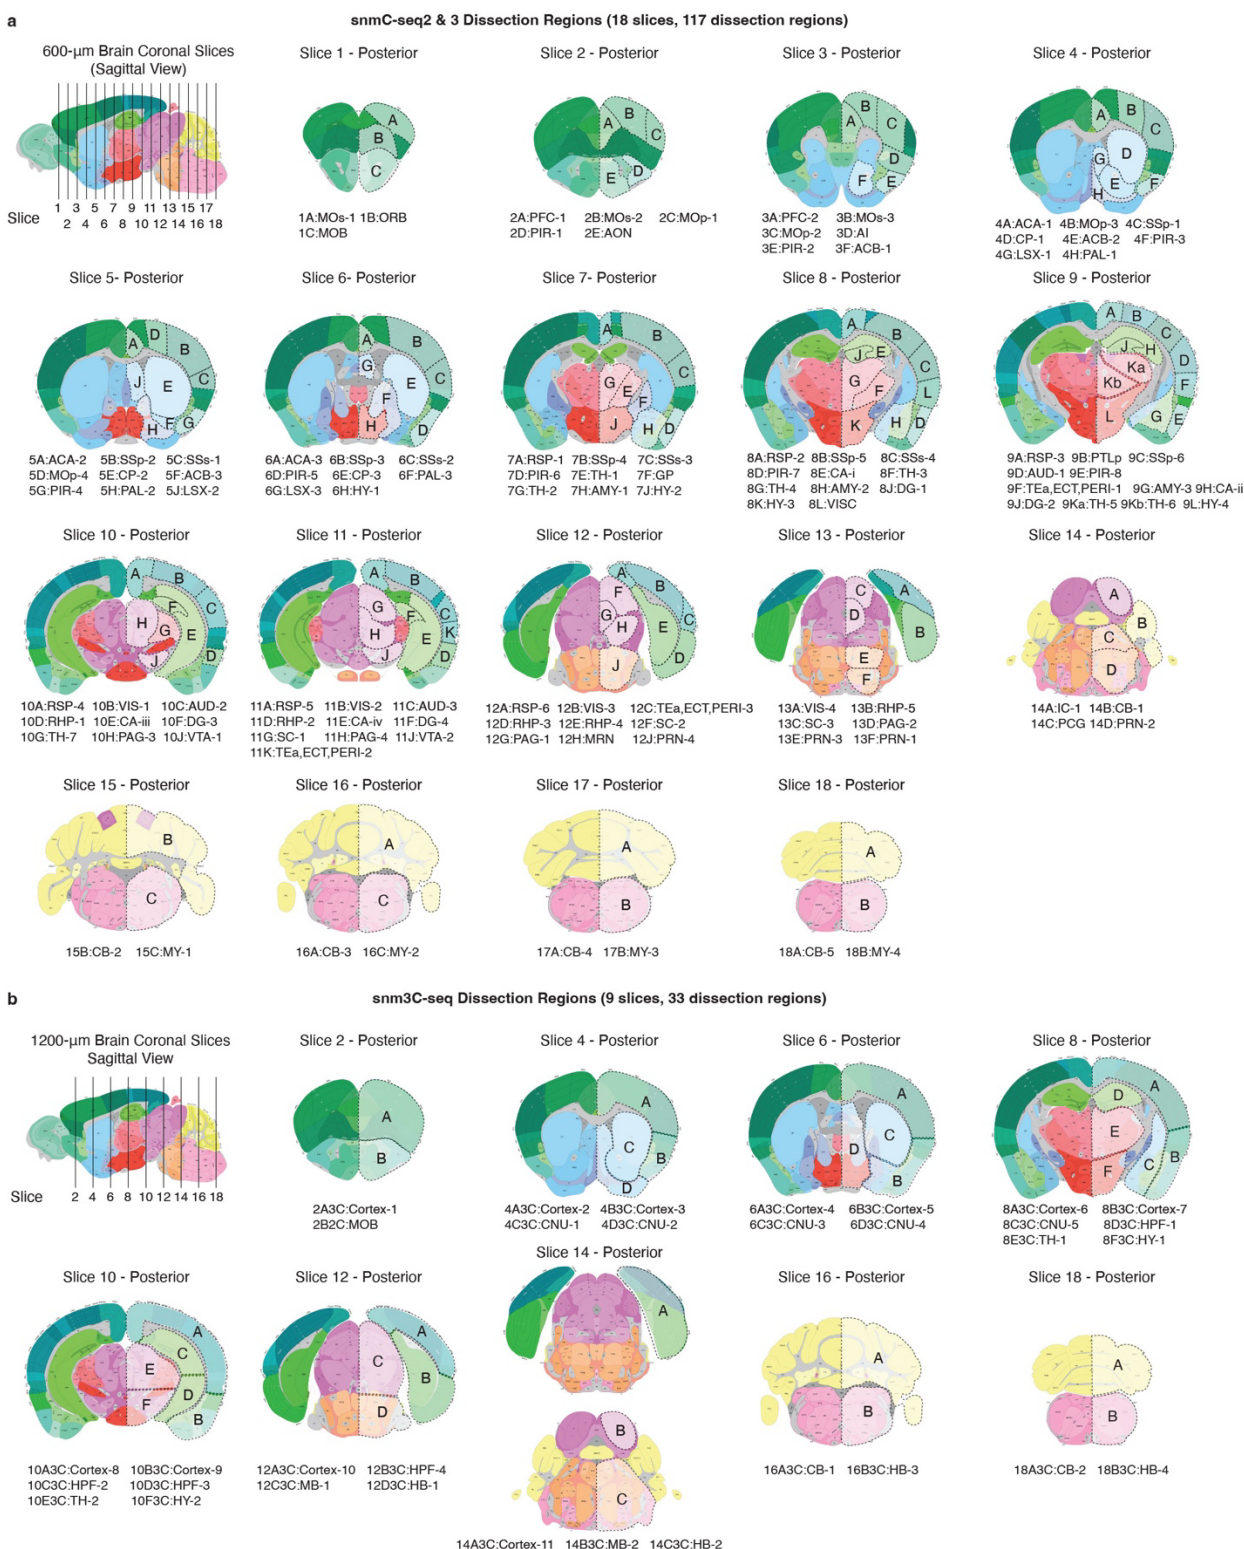 a
snmC-seq2 & 3 Dissection Regions (18 slices, 117 dissection regions)
600-µm Brain Coronal Slices
(Sagittal View)
Slice
1 3 5 7 9 11 13 15 17
2 4 6 8 10 12 14 16 18
Slice 1 - Posterior
A
B
C
1A:MOs-1 1B:ORB
1C:MOB
Slice 2 - Posterior
A
B
C
D
E
2A:PFC-1 2B:MOs-2 2C:MOp-1
2D:PIR-1 2E:AON
Slice 3 - Posterior
A
B
C
D
E
F
3A:PFC-2 3B:MOs-3
3C:MOp-2 3D:AI
3E:PIR-2 3F:ACB-1
Slice 4 - Posterior
A
B
C
D
G
E
F
H
4A:ACA-1 4B:MOp-3 4C:SSp-1
4D:CP-1 4E:ACB-2 4F:PIR-3
4G:LSX-1 4H:PAL-1
Slice 5- Posterior
A
D
B
C
E
J
F
G
H
5A:ACA-2 5B:SSp-2 5C:SSs-1
5D:MOp-4 5E:CP-2 5F:ACB-3
5G:PIR-4 5H:PAL-2 5J:LSX-2
Slice 6 - Posterior
A
B
G
C
E
F
H
D
6A:ACA-3 6B:SSp-3 6C:SSs-2
6D:PIR-5 6E:CP-3 6F:PAL-3
6G:LSX-3 6H:HY-1
Slice 7 - Posterior
A
B
C
G
E
F
J
H
D
7A:RSP-1 7B:SSp-4 7C:SSs-3
7D:PIR-6 7E:TH-1 7F:GP
7G:TH-2 7H:AMY-1 7J:HY-2
Slice 8 - Posterior
A
B
J
E
C
G
F
L
H
K
D
8A:RSP-2 8B:SSp-5 8C:SSs-4
8D:PIR-7 8E:CA-i 8F:TH-3
8G:TH-4 8H:AMY-2 8J:DG-1
8K:HY-3 8L:VISC
Slice 9 - Posterior
A
B
C
J
H
D
Ka
Kb
F
L
G
E
9A:RSP-3 9B:PTLp 9C:SSp-6
9D:AUD-1 9E:PIR-8
9F:TEa,ECT,PERI-1 9G:AMY-3 9H:CA-ii
9J:DG-2 9Ka:TH-5 9Kb:TH-6 9L:HY-4
Slice 10 - Posterior
A
B
F
C
H
G
E
J
D
10A:RSP-4 10B:VIS-1 10C:AUD-2
10D:RHP-1 10E:CA-iii 10F:DG-3
10G:TH-7 10H:PAG-3 10J:VTA-1
Slice 11 - Posterior
A
B
G
F
C
H
K
E
J
D
11A:RSP-5 11B:VIS-2 11C:AUD-3
11D:RHP-2 11E:CA-iv 11F:DG-4
11G:SC-1 11H:PAG-4 11J:VTA-2
11K:TEa,ECT,PERI-2
Slice 12 - Posterior
A
B
F
C
H
E
J
D
12A:RSP-6 12B:VIS-3 12C:TEa,ECT,PERI-3
12D:RHP-3 12E:RHP-4 12F:SC-2
12G:PAG-1 12H:MRN 12J:PRN-4
Slice 13 - Posterior
C
A
D
B
E
F
13A:VIS-4 13B:RHP-5
13C:SC-3 13D:PAG-2
13E:PRN-3 13F:PRN-1
Slice 14 - Posterior
A
B
C
D
14A:IC-1 14B:CB-1
14C:PCG 14D:PRN-2
Slice 15 - Posterior
B
C
15B:CB-2 15C:MY-1
Slice 16 - Posterior
A
C
16A:CB-3 16C:MY-2
Slice 17 - Posterior
A
B
17A:CB-4 17B:MY-3
Slice 18 - Posterior
A
B
18A:CB-5 18B:MY-4
b
snm3C-seq Dissection Regions (9 slices, 33 dissection regions)
1200-µm Brain Coronal Slices
Sagittal View
Slice 2 4 6 8 10 12 14 16 18
Slice 2 - Posterior
A
B
2A3C:Cortex-1
2B2C:MOB
Slice 4 - Posterior
A
C
B
D
4A3C:Cortex-2 4B3C:Cortex-3
4C3C:CNU-1 4D3C:CNU-2
Slice 6 - Posterior
A
C
D
B
6A3C:Cortex-4 6B3C:Cortex-5
6C3C:CNU-3 6D3C:CNU-4
Slice 8 - Posterior
A
D
E
B
C
F
8A3C:Cortex-6 8B3C:Cortex-7
8C3C:CNU-5 8D3C:HPF-1
8E3C:TH-1 8F3C:HY-1
Slice 10 - Posterior
A
C
E
D
F
B
10A3C:Cortex-8 10B3C:Cortex-9
10C3C:HPF-2 10D3C:HPF-3
10E3C:TH-2 10F3C:HY-2
Slice 12 - Posterior
A
C
B
D
12A3C:Cortex-10 12B3C:HPF-4
12C3C:MB-1 12D3C:HB-1
Slice 14 - Posterior
A
B
C
14A3C:Cortex-11 14B3C:MB-2 14C3C:HB-2
Slice 16 - Posterior
A
B
16A3C:CB-1 16B3C:HB-3
Slice 18 - Posterior
A
B
18A3C:CB-2 18B3C:HB-4